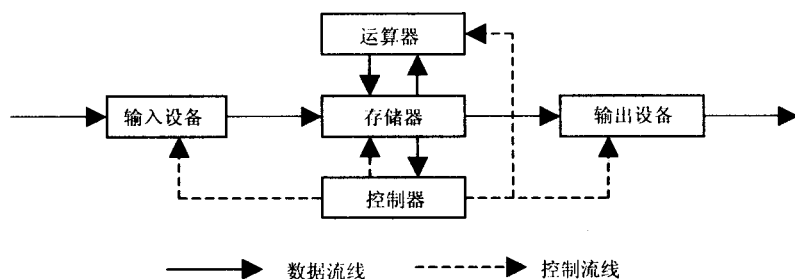 运算器
输入设备
存储器
输出设备
控制器
数据流线
控制流线